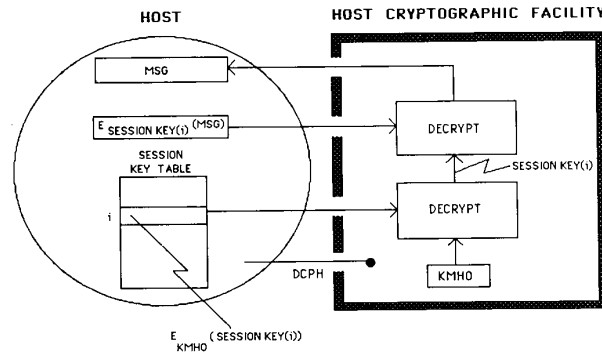 HOST
HOST CRYPTOGRAPHIC FACILITY
MSG
E SESSION KEY(i) (MSG)
DECRYPT
SESSION
KEY TABLE
SESSION KEY(i)
i
DECRYPT
DCPH
KMHO
E KMHO (SESSION KEY(i))